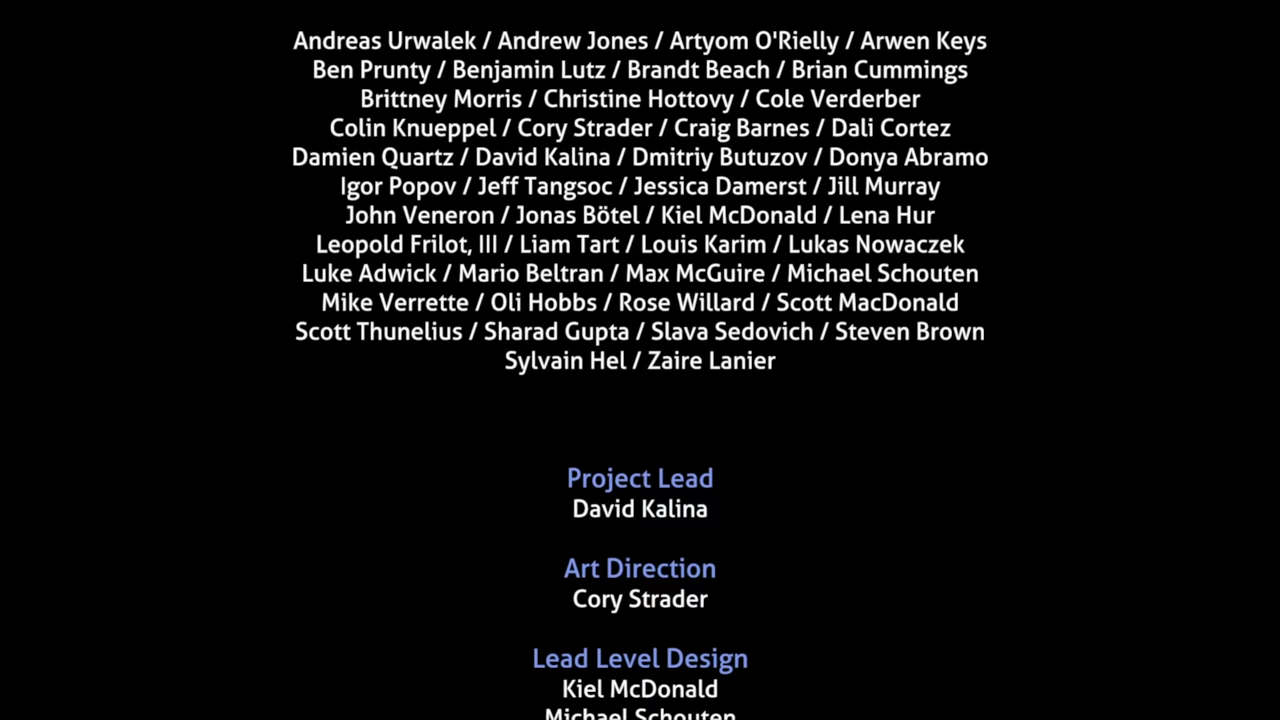 Andreas Urwalek / Andrew Jones / Artyom O'Rielly / Arwen Keys
Ben Prunty / Benjamin Lutz / Brandt Beach / Brian Cummings
Brittney Morris / Christine Hottovy / Cole Verderber
Colin Knueppel / Cory Strader / Craig Barnes / Dali Cortez
Damien Quartz / David Kalina / Dmitriy Butuzov / Donya Abramo
Igor Popov / Jeff Tangsoc / Jessica Damerst / Jill Murray
John Veneron / Jonas Bötel / Kiel McDonald / Lena Hur
Leopold Frilot, III / Liam Tart / Louis Karim / Lukas Nowaczek
Luke Adwick / Mario Beltran / Max McGuire / Michael Schouten
Mike Verrette / Oli Hobbs / Rose Willard / Scott MacDonald
Scott Thunelius / Sharad Gupta / Slava Sedovich / Steven Brown
Sylvain Hel / Zaire Lanier
Project Lead
David Kalina
Art Direction
Cory Strader
Lead Level Design
Kiel McDonald
Michael Schouten